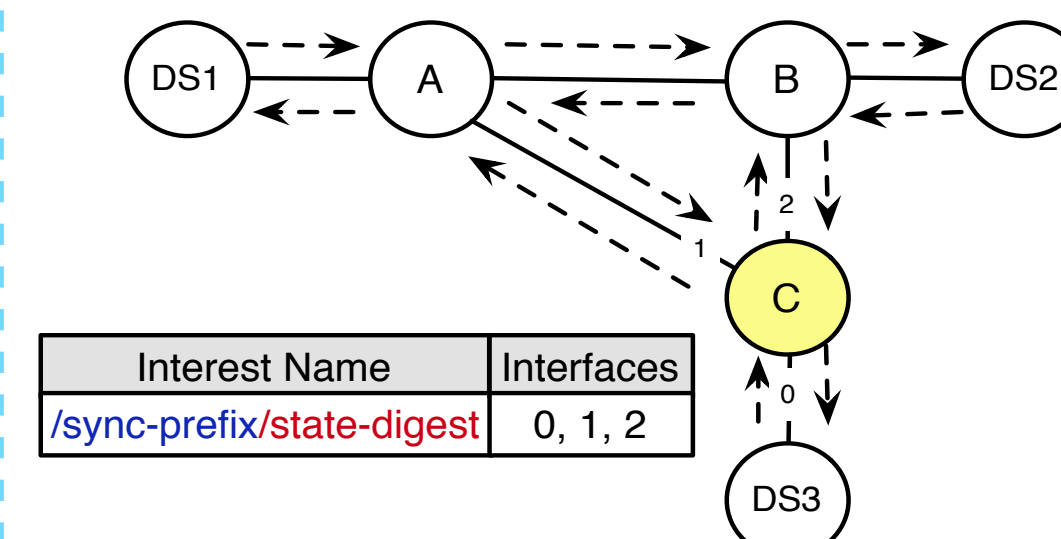 DS1
A
B
DS2
2
1
C
Interest Name
Interfaces
/sync-prefix/state-digest
0, 1, 2
0
DS3